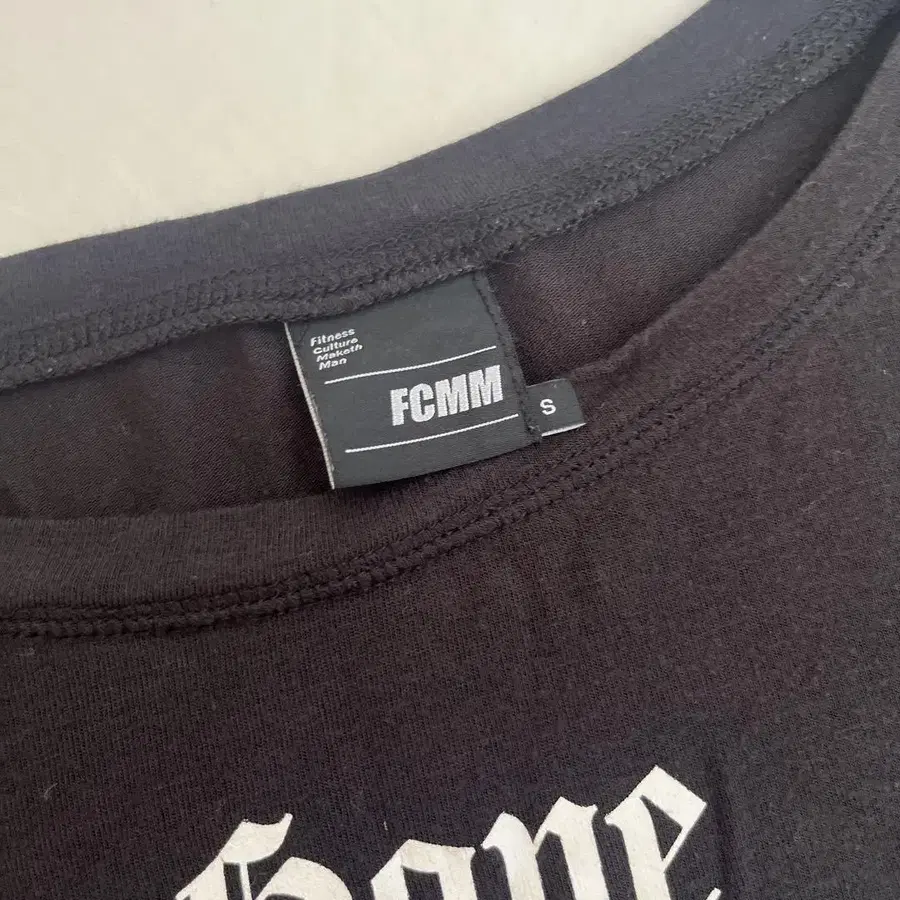 Fitness
Culture
Maketh
Man
FCMM
S